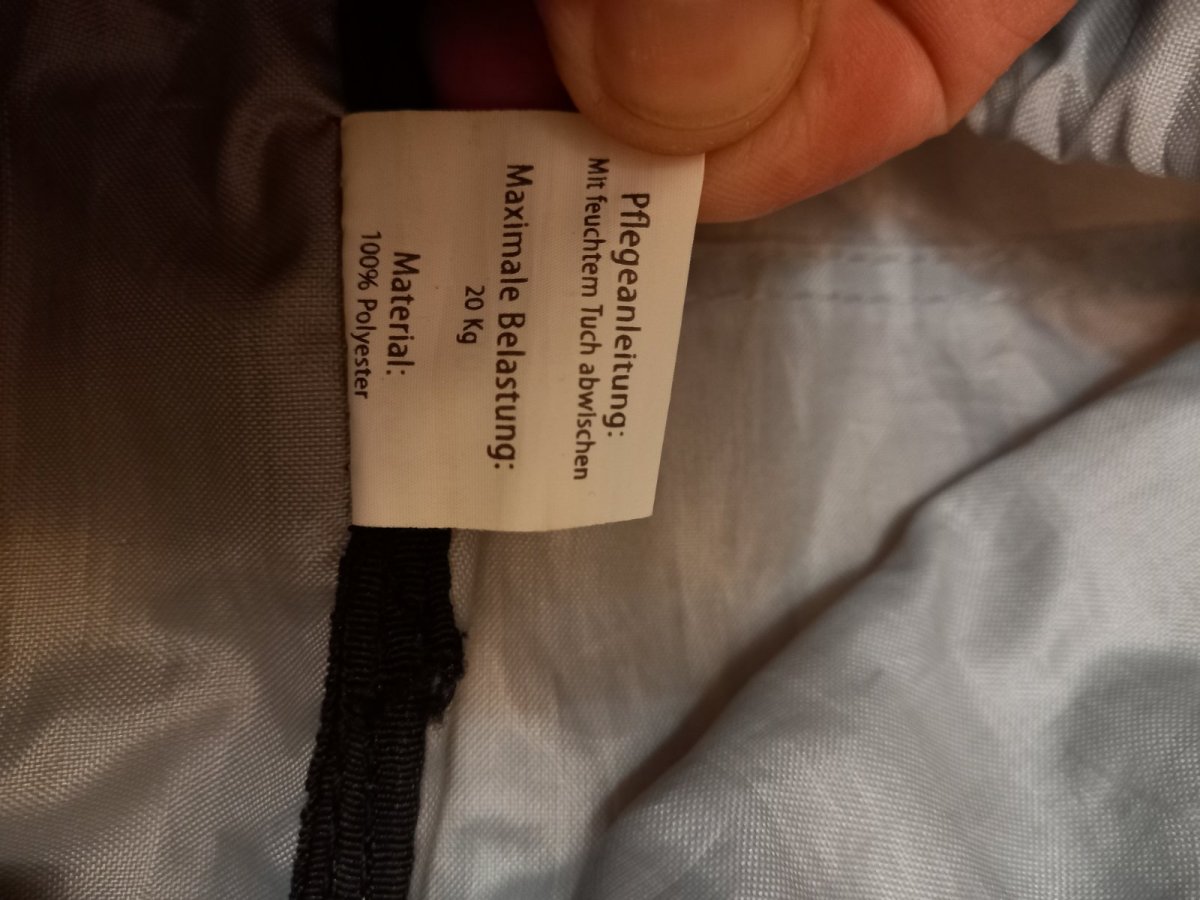 Pflegeanleitung:
Mit feuchtem Tuch abwischen
Maximale Belastung:
20 Kg
Material:
100% Polyester